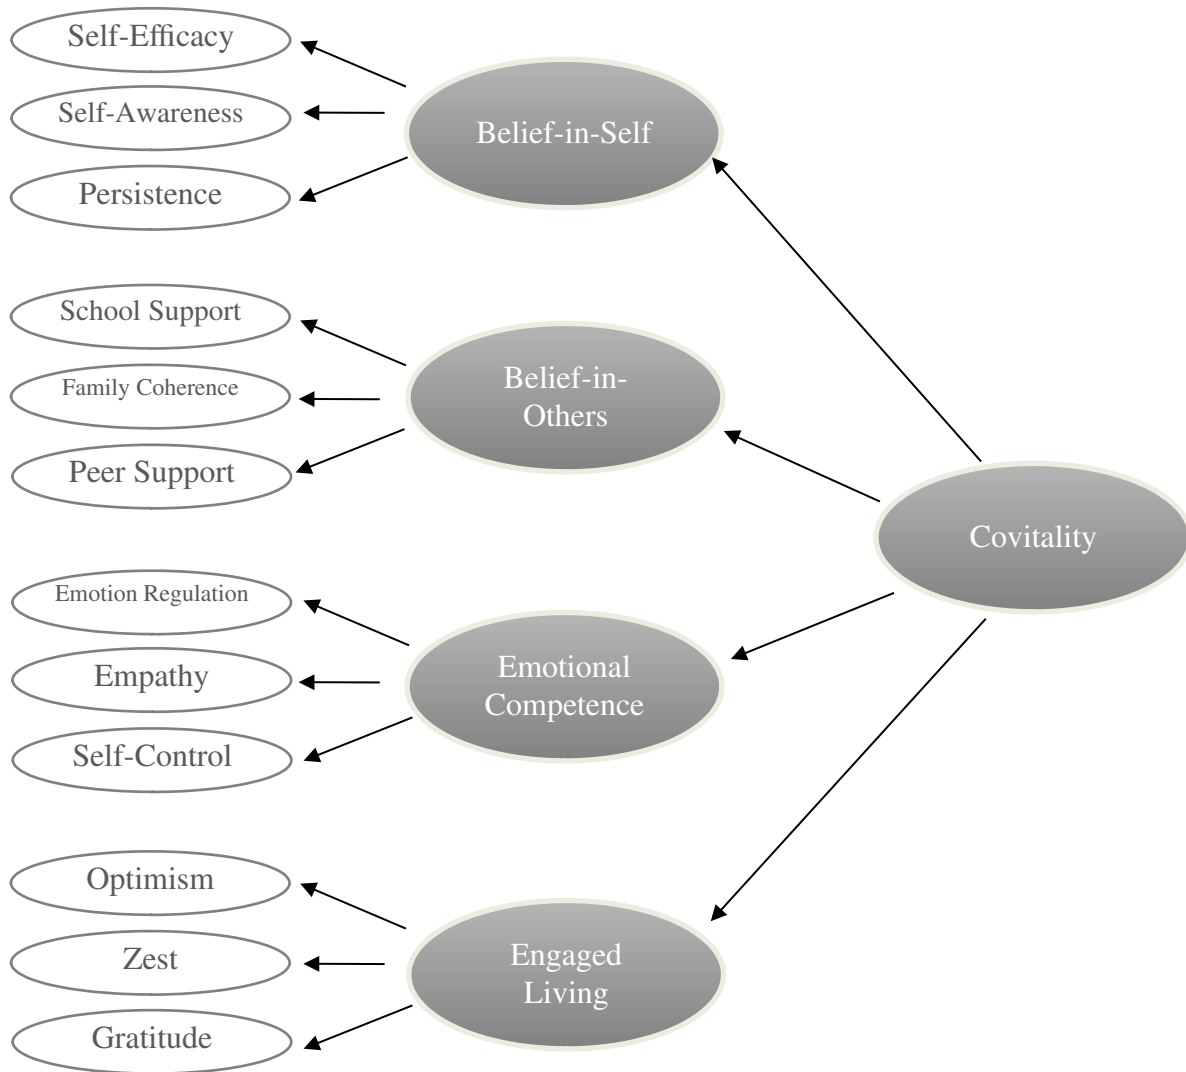 Self-Efficacy
Self-Awareness
Persistence
Belief-in-Self
School Support
Family Coherence
Peer Support
Belief-in-
Others
Covitality
Emotion Regulation
Empathy
Self-Control
Emotional
Competence
Optimism
Zest
Gratitude
Engaged
Living